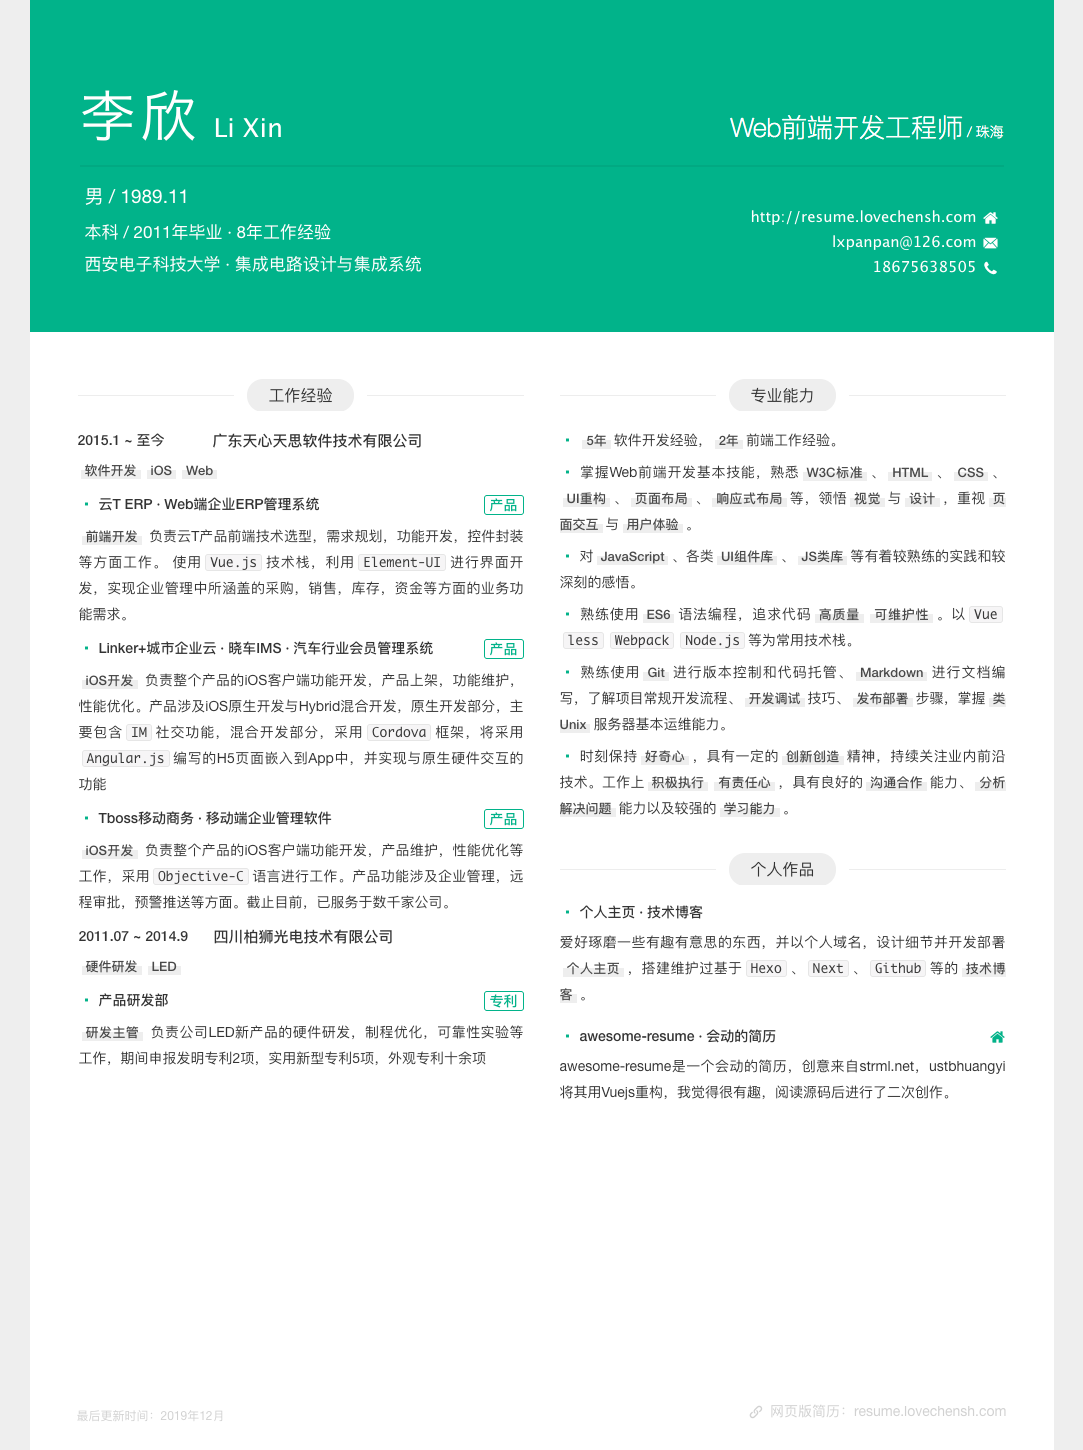 李欣 Li Xin
Web前端开发工程师 / 珠海
男 / 1989.11
本科 / 2011年毕业 · 8年工作经验
西安电子科技大学 · 集成电路设计与集成系统
http://resume.lovechensh.com
lxpanpan@126.com
18675638505
工作经验
2015.1 ~ 至今 广东天心天思软件技术有限公司
软件开发 iOS Web
云T ERP · Web端企业ERP管理系统 产品
前端开发 负责云T产品前端技术选型，需求规划，功能开发，控件封装
等方面工作。 使用 Vue.js 技术栈，利用 Element-UI 进行界面开
发，实现企业管理中所涵盖的采购，销售，库存，资金等方面的业务功
能需求。
Linker+城市企业云 · 晓车IMS · 汽车行业会员管理系统 产品
iOS开发 负责整个产品的iOS客户端功能开发，产品上架，功能维护，
性能优化。产品涉及iOS原生开发与Hybrid混合开发，原生开发部分，主
要包含 IM 社交功能，混合开发部分，采用 Cordova 框架，将采用
Angular.js 编写的H5页面嵌入到App中，并实现与原生硬件交互的
功能
Tboss移动商务 · 移动端企业管理软件 产品
iOS开发 负责整个产品的iOS客户端功能开发，产品维护，性能优化等
工作，采用 Objective-C 语言进行工作。产品功能涉及企业管理，远
程审批，预警推送等方面。截止目前，已服务于数千家公司。
2011.07 ~ 2014.9 四川柏狮光电技术有限公司
硬件研发 LED
产品研发部 专利
研发主管 负责公司LED新产品的硬件研发，制程优化，可靠性实验等
工作，期间申报发明专利2项，实用新型专利5项，外观专利十余项
专业能力
5年 软件开发经验， 2年 前端工作经验。
掌握Web前端开发基本技能，熟悉 W3C标准 、 HTML 、 CSS 、
UI重构 、 页面布局 、 响应式布局 等，领悟 视觉 与 设计 ，重视 页
面交互 与 用户体验 。
对 JavaScript 、各类 UI组件库 、 JS类库 等有着较熟练的实践和较
深刻的感悟。
熟练使用 ES6 语法编程，追求代码 高质量 可维护性 。以 Vue
less Webpack Node.js 等为常用技术栈。
熟练使用 Git 进行版本控制和代码托管、 Markdown 进行文档编
写，了解项目常规开发流程、 开发调试 技巧、 发布部署 步骤，掌握 类
Unix 服务器基本运维能力。
时刻保持 好奇心 ，具有一定的 创新创造 精神，持续关注业内前沿
技术。工作上 积极执行 有责任心 ，具有良好的 沟通合作 能力、 分析
解决问题 能力以及较强的 学习能力 。
个人作品
个人主页 · 技术博客
爱好琢磨一些有趣有意思的东西，并以个人域名，设计细节并开发部署
个人主页 ，搭建维护过基于 Hexo 、 Next 、 Github 等的 技术博
客 。
awesome-resume · 会动的简历
awesome-resume是一个会动的简历，创意来自strml.net，ustbhuangyi
将其用Vuejs重构，我觉得很有趣，阅读源码后进行了二次创作。
最后更新时间：2019年12月
网页版简历：resume.lovechensh.com